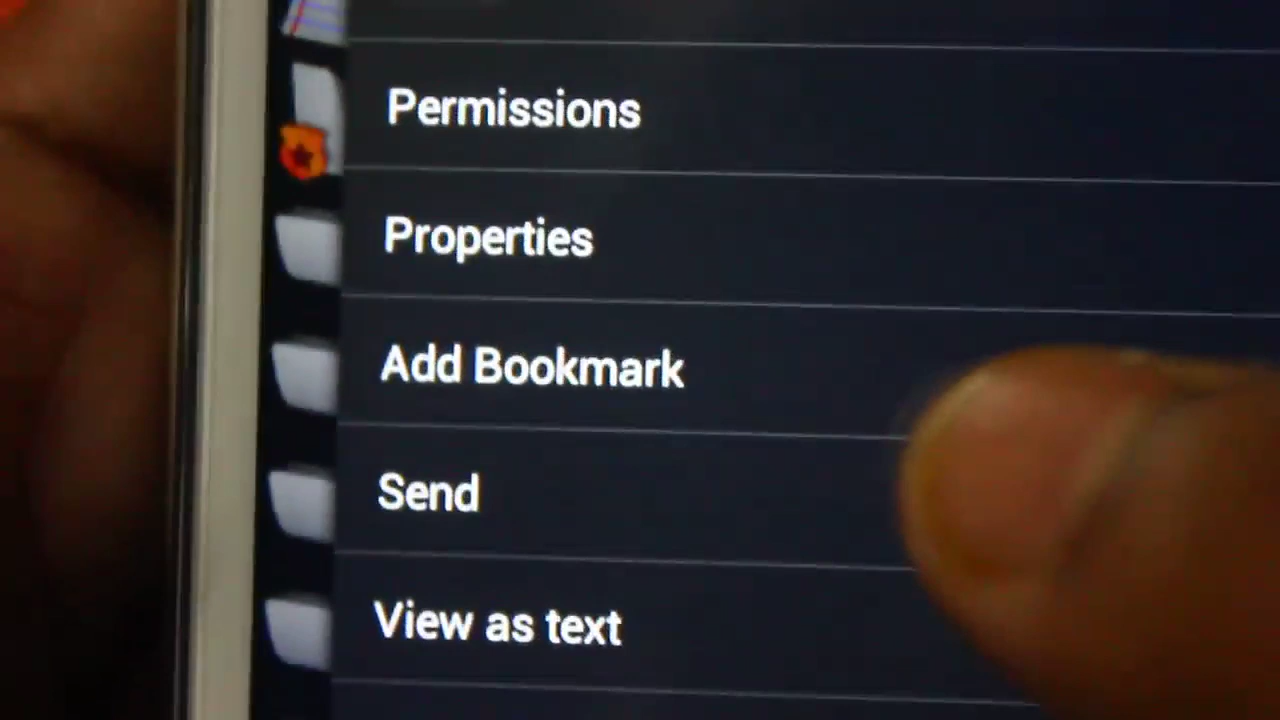 Permissions
Properties
Add Bookmark
Send
View as text